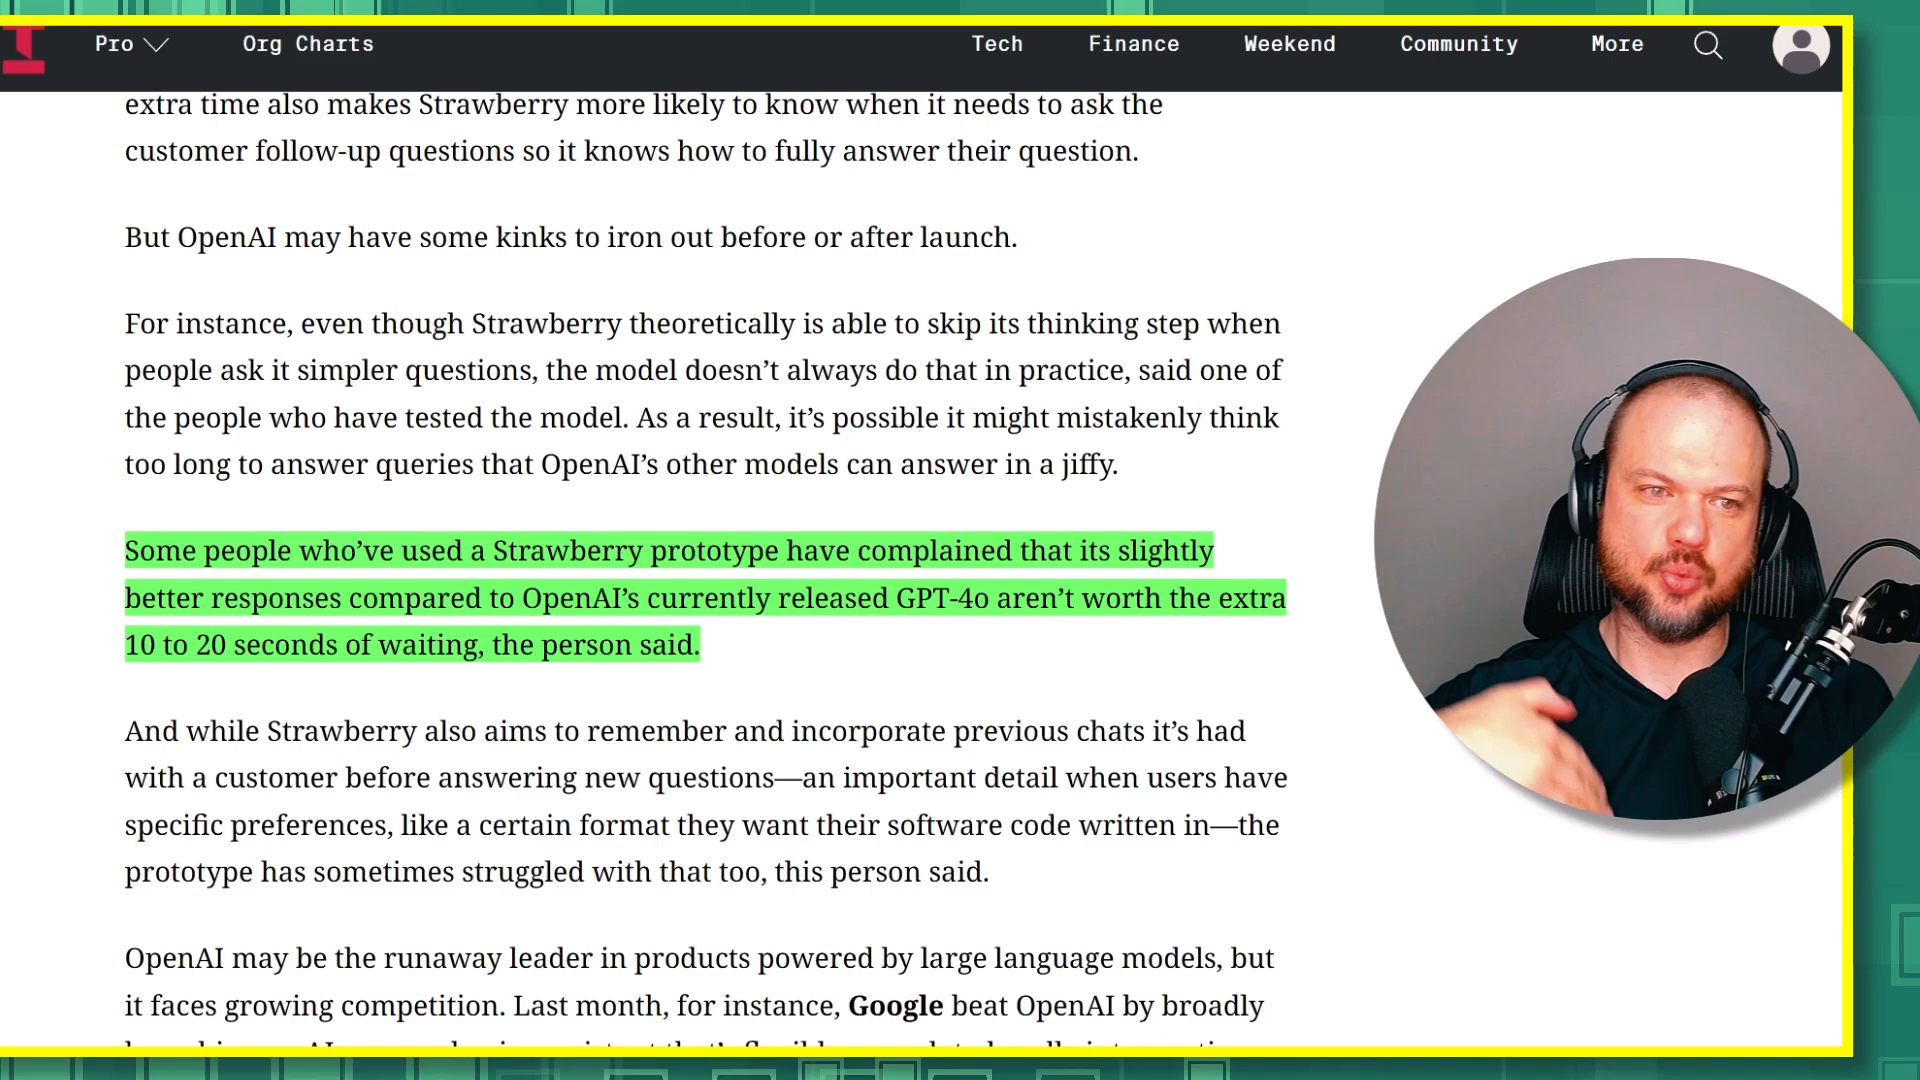 Pro
Org Charts
Tech
Finance
Weekend
Community
More
extra time also makes Strawberry more likely to know when it needs to ask the
customer follow-up questions so it knows how to fully answer their question.
But OpenAI may have some kinks to iron out before or after launch.
For instance, even though Strawberry theoretically is able to skip its thinking step when
people ask it simpler questions, the model doesn’t always do that in practice, said one of
the people who have tested the model. As a result, it’s possible it might mistakenly think
too long to answer queries that OpenAI’s other models can answer in a jiffy.
Some people who’ve used a Strawberry prototype have complained that its slightly
better responses compared to OpenAI’s currently released GPT-4o aren’t worth the extra
10 to 20 seconds of waiting, the person said.
And while Strawberry also aims to remember and incorporate previous chats it’s had
with a customer before answering new questions—an important detail when users have
specific preferences, like a certain format they want their software code written in—the
prototype has sometimes struggled with that too, this person said.
OpenAI may be the runaway leader in products powered by large language models, but
it faces growing competition. Last month, for instance, Google beat OpenAI by broadly